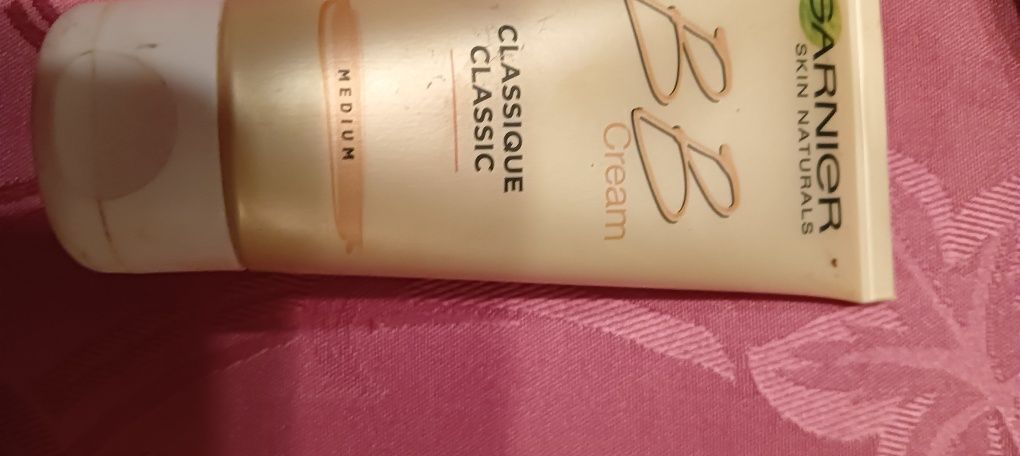 GARNIER
SKIN NATURALS
BB
Cream
CLASSIQUE
CLASSIC
MEDIUM